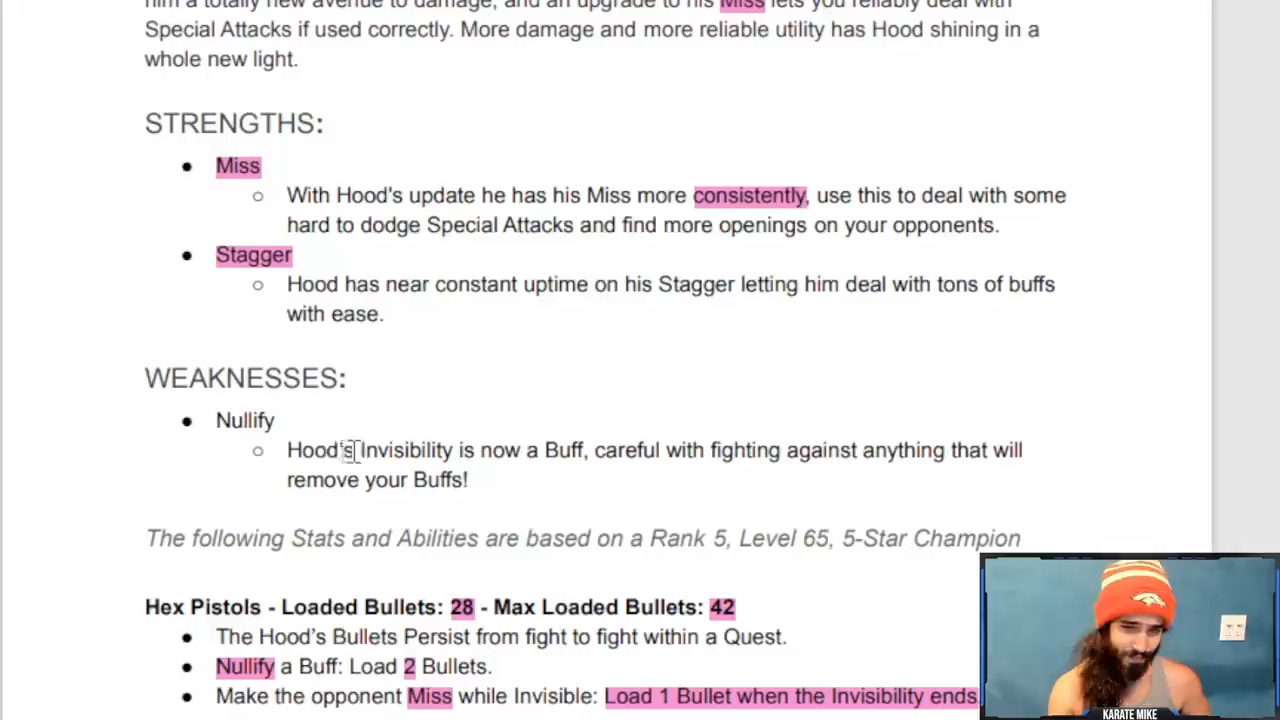 him a totally new avenue to damage, and an upgrade to his Miss lets you reliably deal with
Special Attacks if used correctly. More damage and more reliable utility has Hood shining in a
whole new light.
STRENGTHS:
● Miss
○ With Hood's update he has his Miss more consistently, use this to deal with some
hard to dodge Special Attacks and find more openings on your opponents.
● Stagger
○ Hood has near constant uptime on his Stagger letting him deal with tons of buffs
with ease.
WEAKNESSES:
● Nullify
○ Hood's Invisibility is now a Buff, careful with fighting against anything that will
remove your Buffs!
The following Stats and Abilities are based on a Rank 5, Level 65, 5-Star Champion
Hex Pistols - Loaded Bullets: 28 - Max Loaded Bullets: 42
● The Hood's Bullets Persist from fight to fight within a Quest.
● Nullify a Buff: Load 2 Bullets.
● Make the opponent Miss while Invisible: Load 1 Bullet when the Invisibility ends.
KARATE MIKE